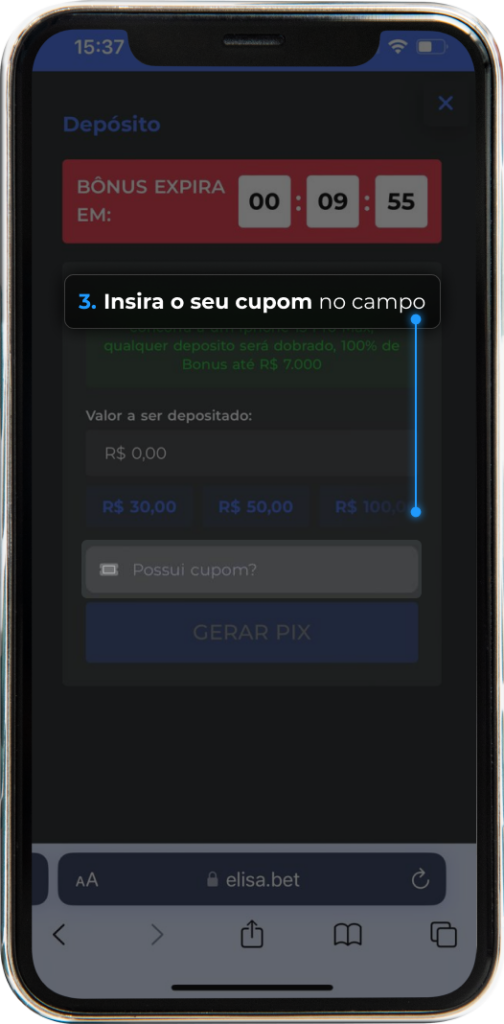 15:37
Depósito
BÔNUS EXPIRA
EM:
00 : 09 : 55
3. Insira o seu cupom no campo
qualquer deposito será dobrado, 100% de
Bonus até R$ 7.000
Valor a ser depositado:
R$ 0,00
R$ 30,00 R$ 50,00 R$ 100,0
Possui cupom?
GERAR PIX
AA elisa.bet